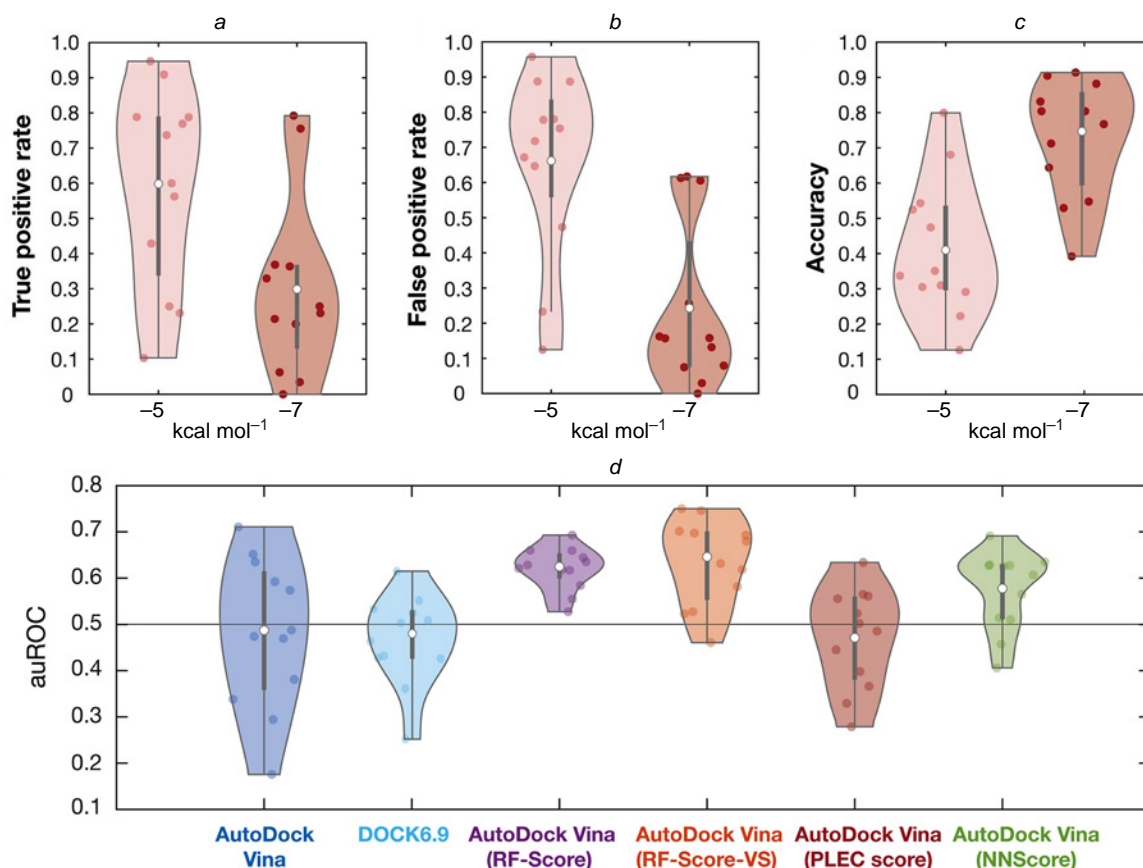 a
b
c
True positive rate
1.0
0.9
0.8
0.7
0.6
0.5
0.4
0.3
0.2
0.1
0
–5
–7
kcal mol–1
False positive rate
1.0
0.9
0.8
0.7
0.6
0.5
0.4
0.3
0.2
0.1
0
–5
–7
kcal mol–1
Accuracy
1.0
0.9
0.8
0.7
0.6
0.5
0.4
0.3
0.2
0.1
0
–5
–7
kcal mol–1
d
auROC
0.8
0.7
0.6
0.5
0.4
0.3
0.2
0.1
AutoDock
Vina
DOCK6.9
AutoDock Vina
(RF-Score)
AutoDock Vina
(RF-Score-VS)
AutoDock Vina
(PLEC score)
AutoDock Vina
(NNScore)